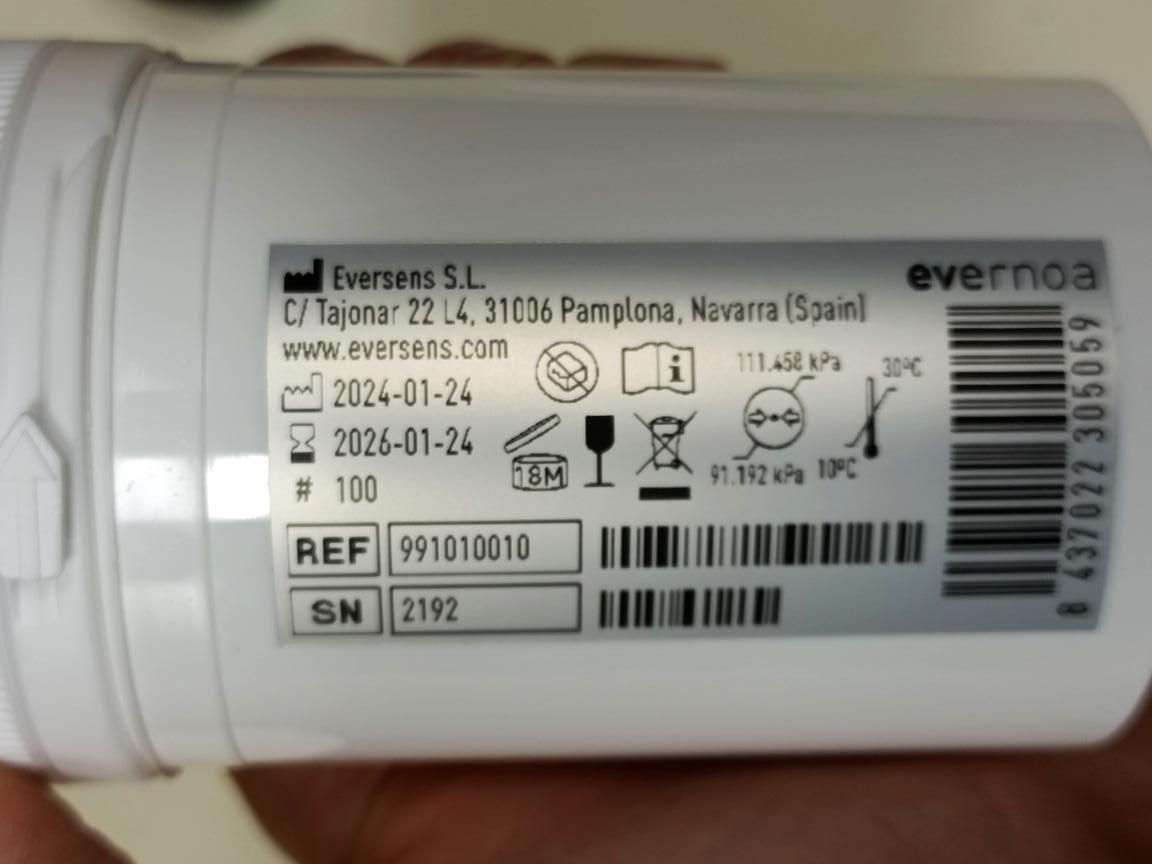 Eversens S.L.
evernoa
C/ Tajonar 22 L4, 31006 Pamplona, Navarra (Spain)
www.eversens.com
111.458 kPa
30ºC
2024-01-24
2026-01-24
18M
91.192 kPa
10ºC
# 100
REF 991010010
SN 2192
8 437022 305059